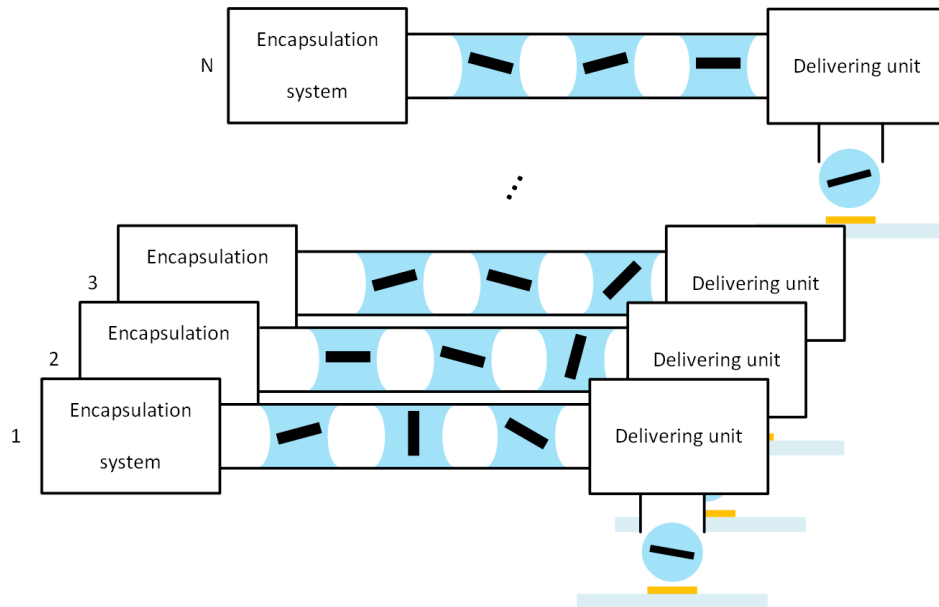 N
Encapsulation
system
Delivering unit
3
Encapsulation
Delivering unit
2
Encapsulation
Delivering unit
1
Encapsulation
system
Delivering unit